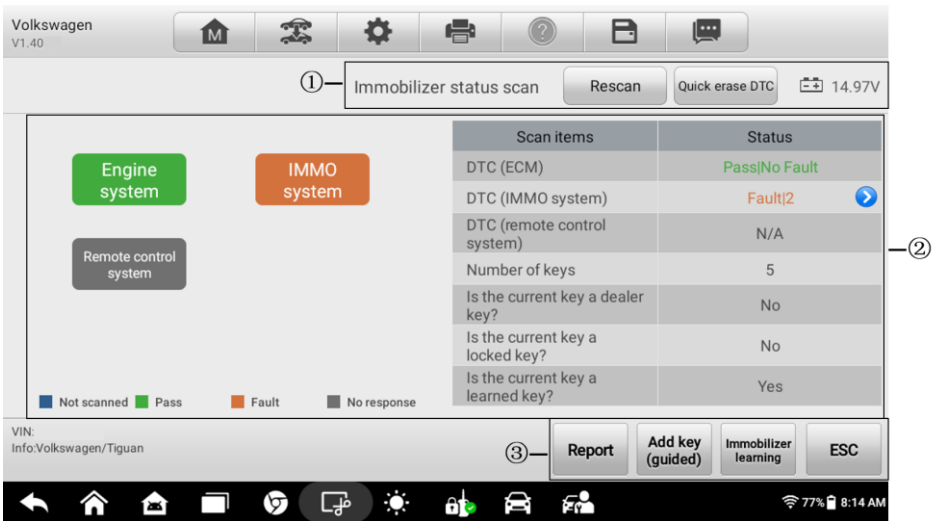 Volkswagen
V1.40
M
?
①
Immobilizer status scan
Rescan
Quick erase DTC
14.97V
Engine
system
IMMO
system
Remote control
system
Not scanned
Pass
Fault
No response
Scan items
Status
DTC (ECM)
Pass|No Fault
DTC (IMMO system)
Fault|2
DTC (remote control
system)
N/A
Number of keys
5
Is the current key a dealer
key?
No
Is the current key a
locked key?
No
Is the current key a
learned key?
Yes
②
VIN:
Info:Volkswagen/Tiguan
③
Report
Add key
(guided)
Immobilizer
learning
ESC
77%
8:14 AM